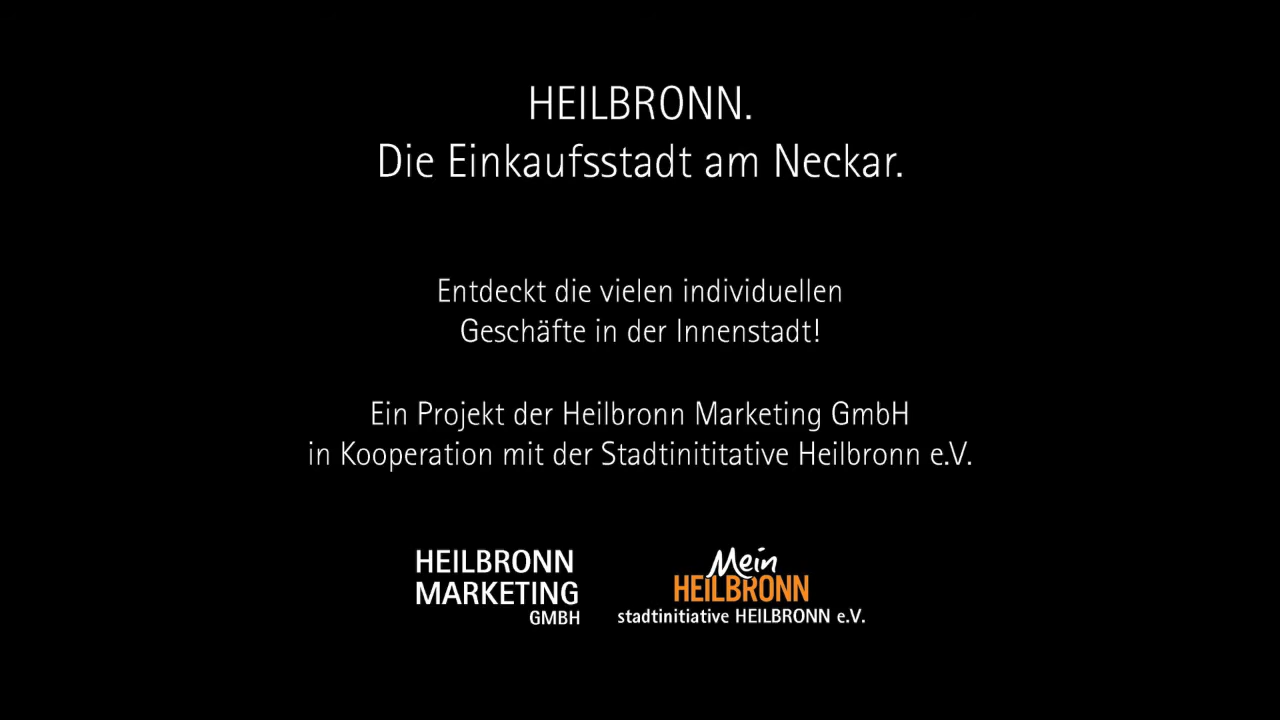 HEILBRONN.
Die Einkaufsstadt am Neckar.
Entdeckt die vielen individuellen
Geschäfte in der Innenstadt!
Ein Projekt der Heilbronn Marketing GmbH
in Kooperation mit der Stadtinititative Heilbronn e.V.
HEILBRONN
MARKETING
GMBH
Mein
HEILBRONN
stadtinitiative HEILBRONN e.V.